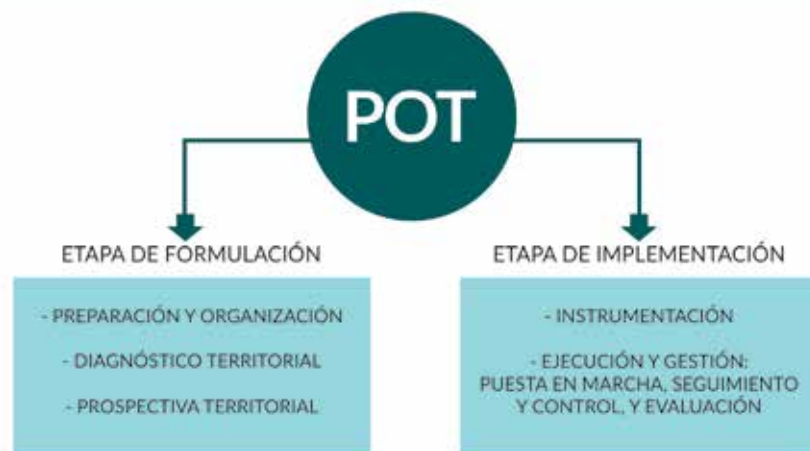 POT
ETAPA DE FORMULACIÓN
- PREPARACIÓN Y ORGANIZACIÓN
- DIAGNÓSTICO TERRITORIAL
- PROSPECTIVA TERRITORIAL
ETAPA DE IMPLEMENTACIÓN
- INSTRUMENTACIÓN
- EJECUCIÓN Y GESTIÓN:
PUESTA EN MARCHA, SEGUIMIENTO
Y CONTROL, Y EVALUACIÓN